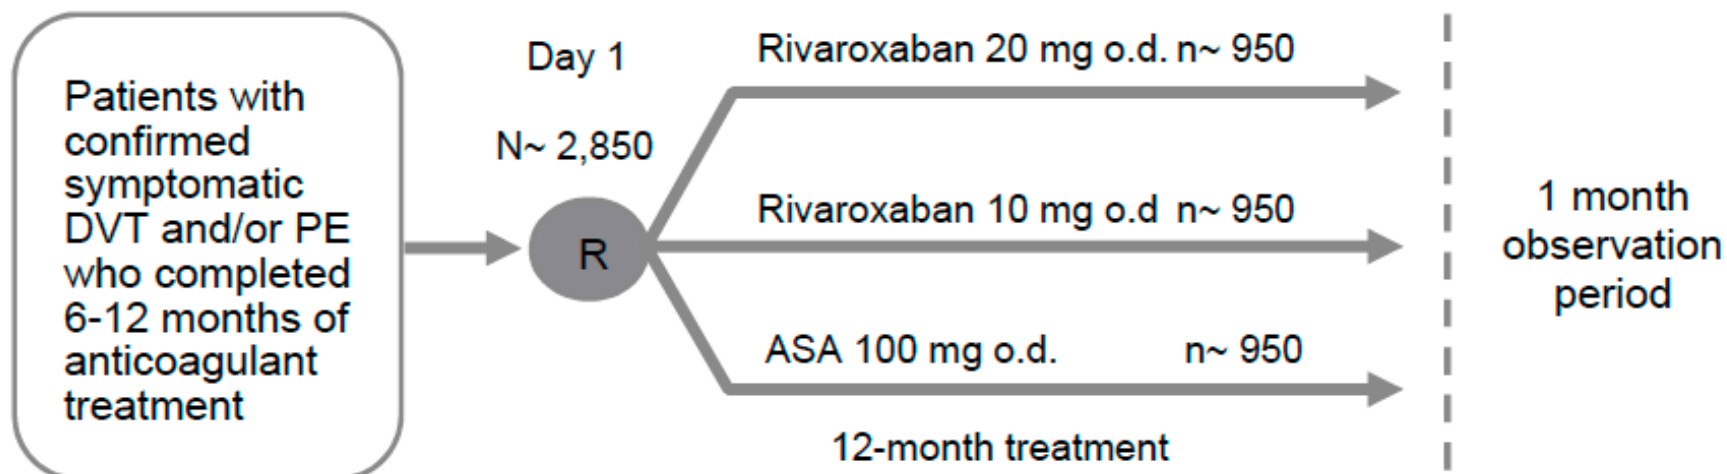 Patients with
confirmed
symptomatic
DVT and/or PE
who completed
6-12 months of
anticoagulant
treatment
Day 1
N~ 2,850
R
Rivaroxaban 20 mg o.d. n~ 950
Rivaroxaban 10 mg o.d n~ 950
ASA 100 mg o.d. n~ 950
12-month treatment
1 month
observation
period